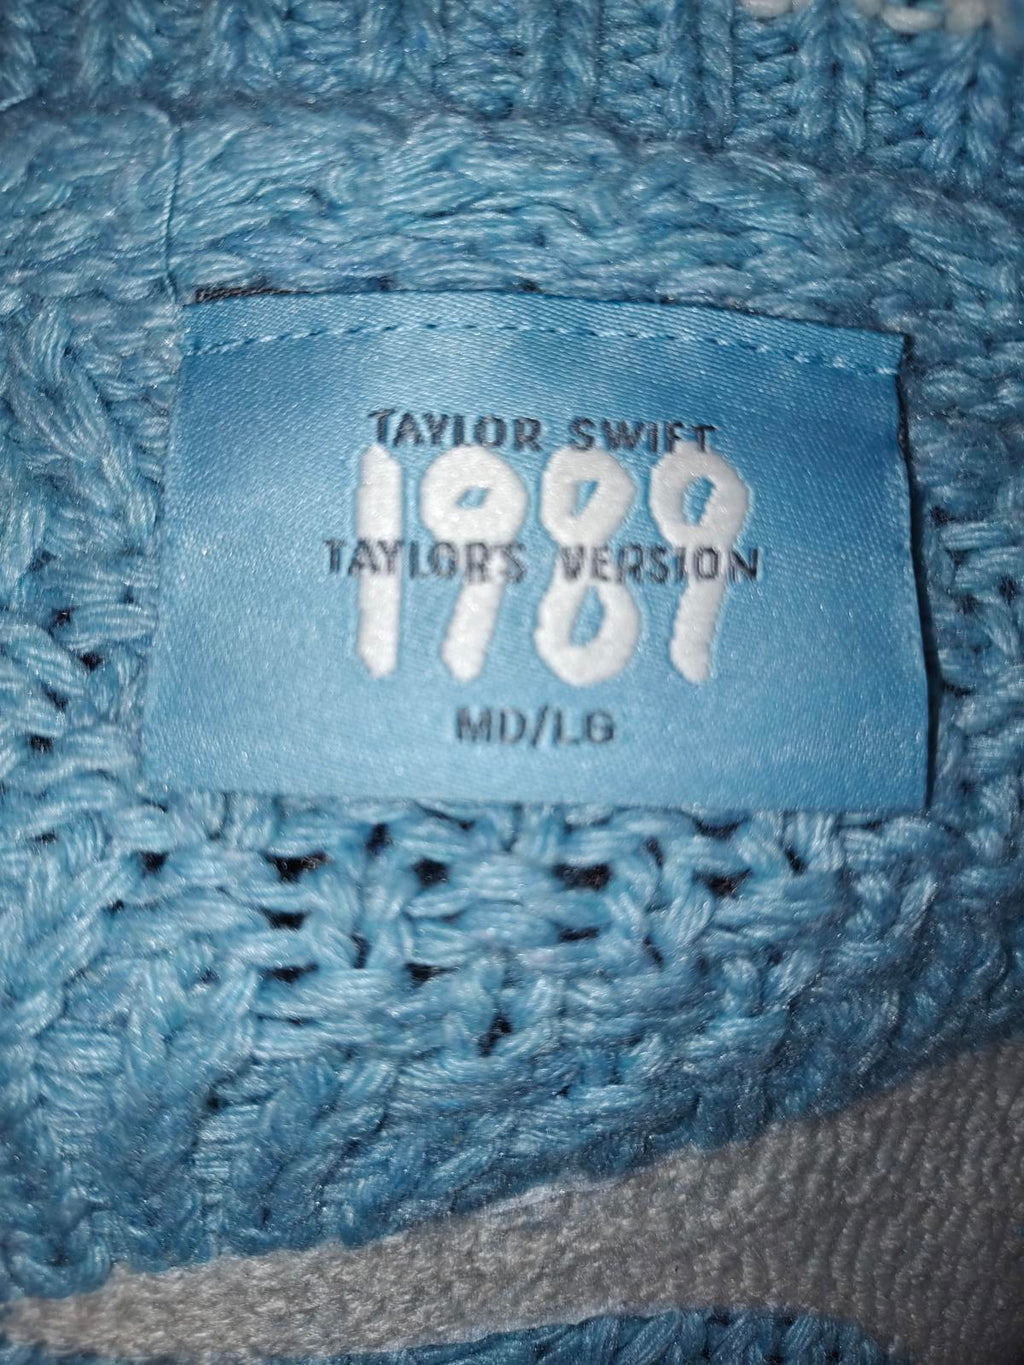 TAYLOR SWIFT
1989
TAYLOR'S VERSION
MD/LG